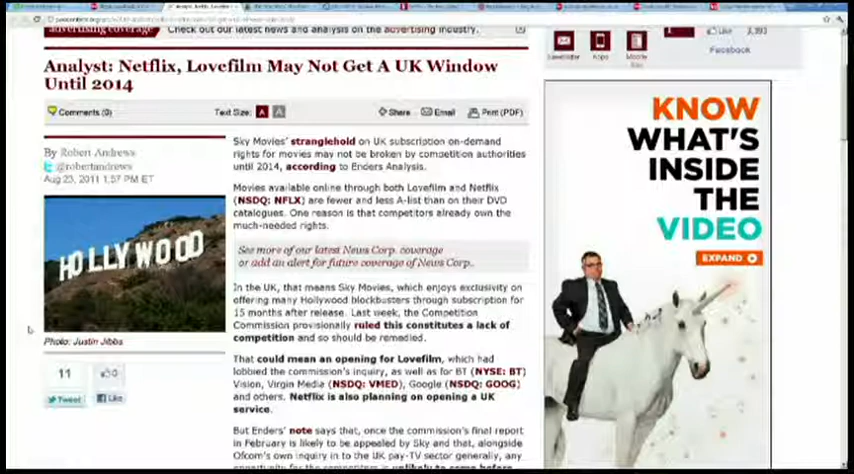 advertising coverage
Check out our latest news and analysis on the advertising industry.
Analyst: Netflix, Lovefilm May Not Get A UK Window
Until 2014
Comments (0)
Text Size: A A
Share
Email
Print (PDF)
Facebook
By Robert Andrews
@robertandrews
Aug 23, 2011 1:57 PM ET
HOLLYWOOD
Photo: Justin Jibbs
11
0
Tweet
Like
Sky Movies' stranglehold on UK subscription on-demand
rights for movies may not be broken by competition authorities
until 2014, according to Enders Analysis.
Movies available online through both Lovefilm and Netflix
(NSDQ: NFLX) are fewer and less A-list than on their DVD
catalogues. One reason is that competitors already own the
much-needed rights.
See more of our latest News Corp. coverage
or add an alert for future coverage of News Corp..
In the UK, that means Sky Movies, which enjoys exclusivity on
offering many Hollywood blockbusters through subscription for
15 months after release. Last week, the Competition
Commission provisionally ruled this constitutes a lack of
competition and so should be remedied.
That could mean an opening for Lovefilm, which had
lobbied the commission's inquiry, as well as for BT (NYSE: BT)
Vision, Virgin Media (NSDQ: VMED), Google (NSDQ: GOOG)
and others. Netflix is also planning on opening a UK
service.
But Enders' note says that, once the commission's final report
in February is likely to be appealed by Sky and that, alongside
Ofcom's own inquiry in to the UK pay-TV sector generally, any
KNOW
WHAT'S
INSIDE
THE
VIDEO
EXPAND